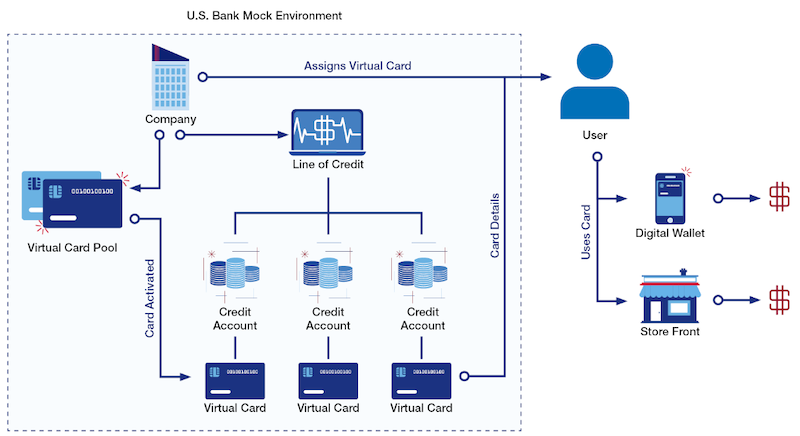 U.S. Bank Mock Environment
Assigns Virtual Card
Company
User
Line of Credit
00100100100
Virtual Card Pool
Card Details
Uses Card
Digital Wallet
Card Activated
Credit
Account
Credit
Account
Credit
Account
Store Front
00100100100
00100100100
00100100100
Virtual Card
Virtual Card
Virtual Card